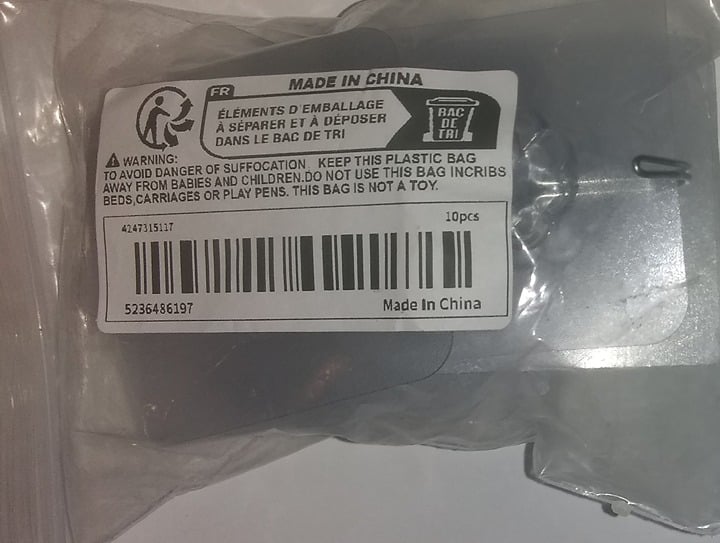 FR
MADE IN CHINA
ÉLÉMENTS D'EMBALLAGE
À SÉPARER ET À DÉPOSER
DANS LE BAC DE TRI
BAC
DE
TRI
WARNING:
TO AVOID DANGER OF SUFFOCATION. KEEP THIS PLASTIC BAG
AWAY FROM BABIES AND CHILDREN.DO NOT USE THIS BAG INCRIBS
BEDS,CARRIAGES OR PLAY PENS. THIS BAG IS NOT A TOY.
4247315117
10pcs
5236486197
Made In China